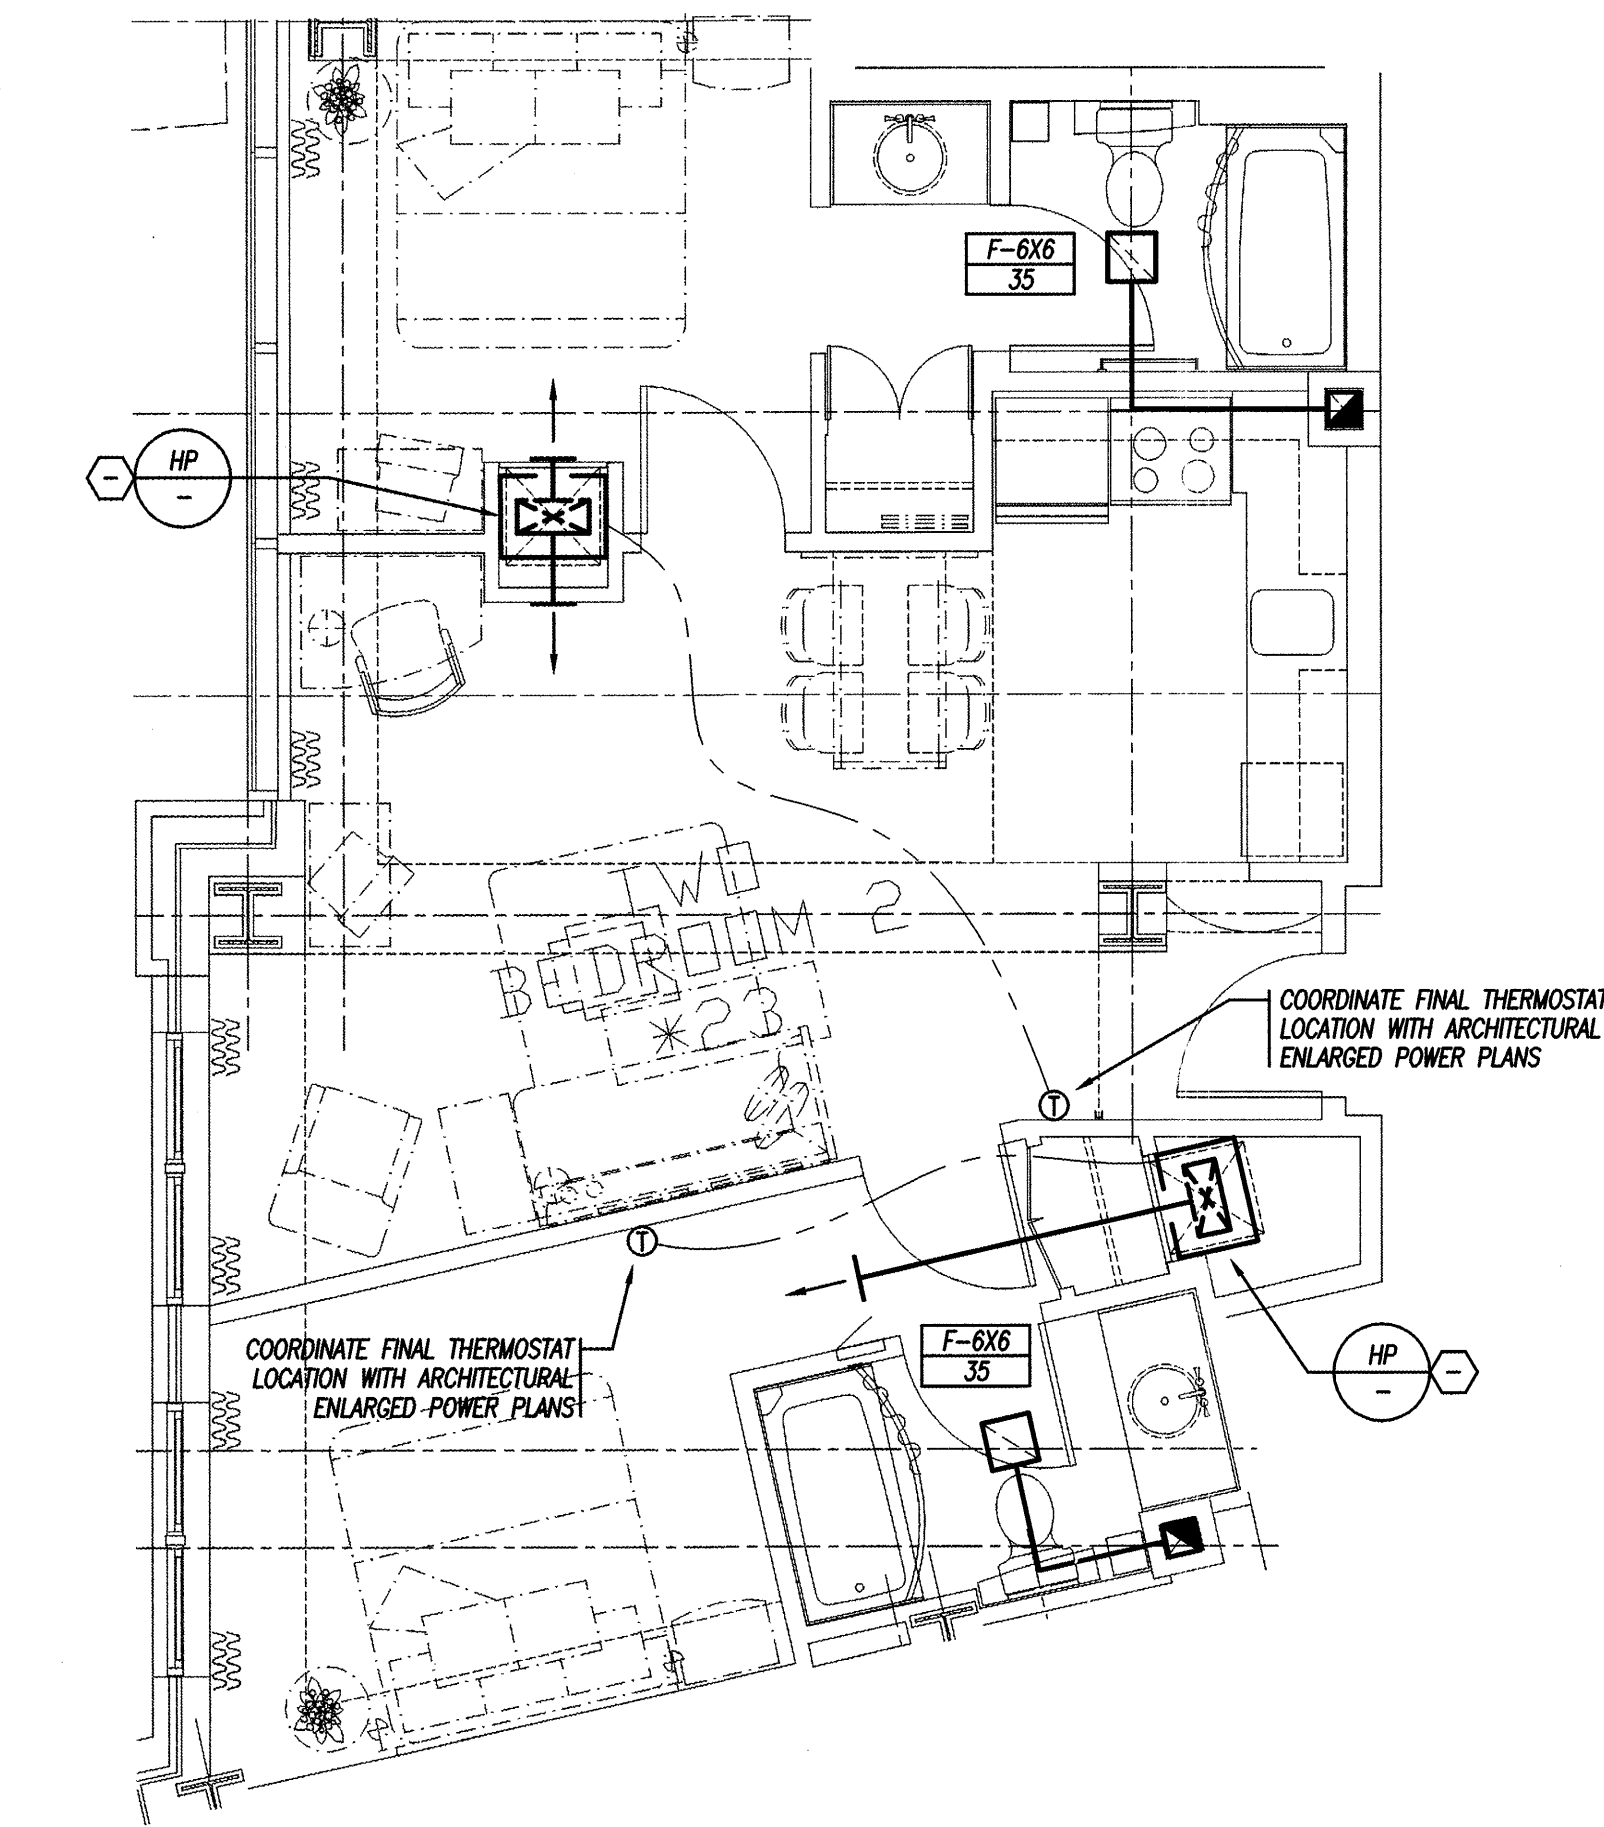 F-6X6
35
HP
-
-
TWO
BEDROOM 2
*23
COORDINATE FINAL THERMOSTAT
LOCATION WITH ARCHITECTURAL
ENLARGED POWER PLANS
T
T
COORDINATE FINAL THERMOSTAT
LOCATION WITH ARCHITECTURAL
ENLARGED POWER PLANS
F-6X6
35
HP
-
-